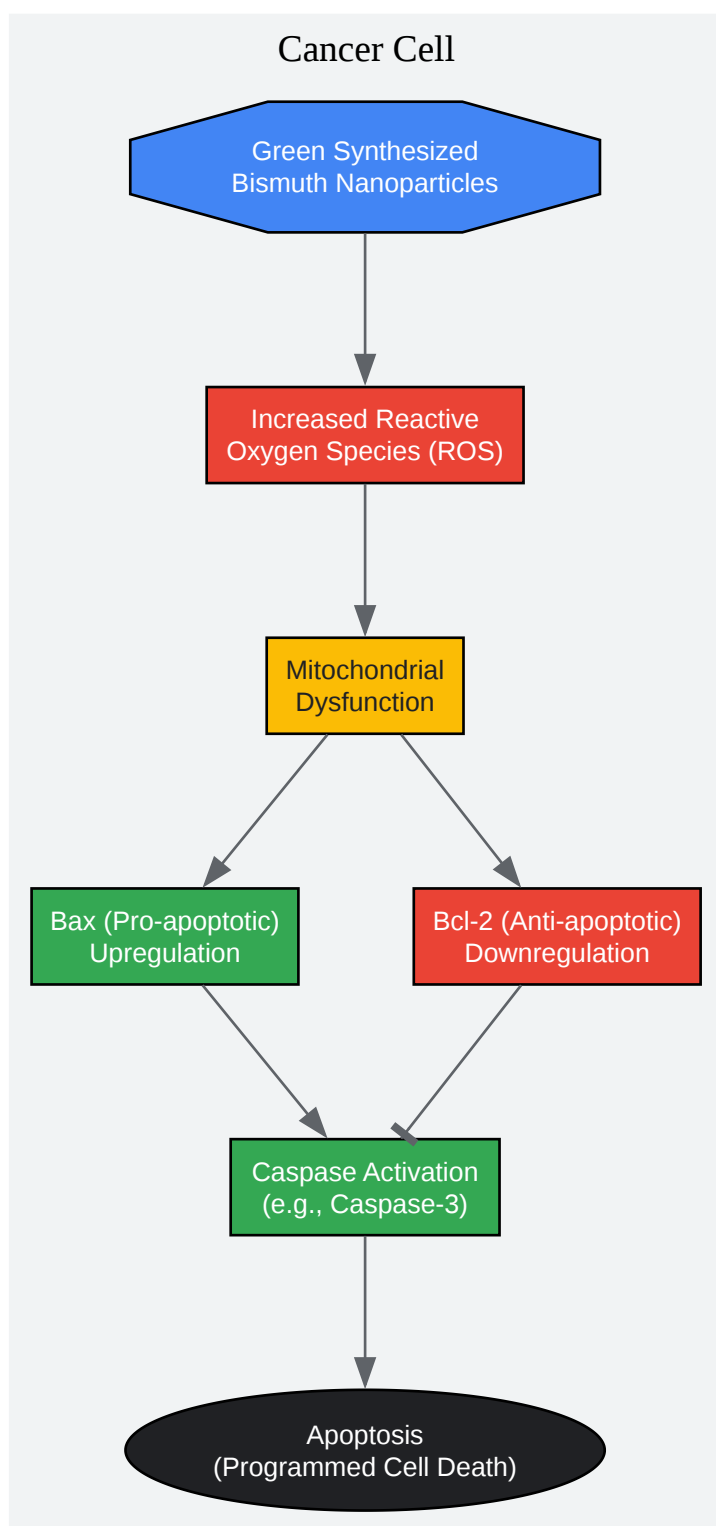 Cancer Cell
Green Synthesized
Bismuth Nanoparticles
Increased Reactive
Oxygen Species (ROS)
Mitochondrial
Dysfunction
Bax (Pro-apoptotic)
Upregulation
Bcl-2 (Anti-apoptotic)
Downregulation
Caspase Activation
(e.g., Caspase-3)
Apoptosis
(Programmed Cell Death)